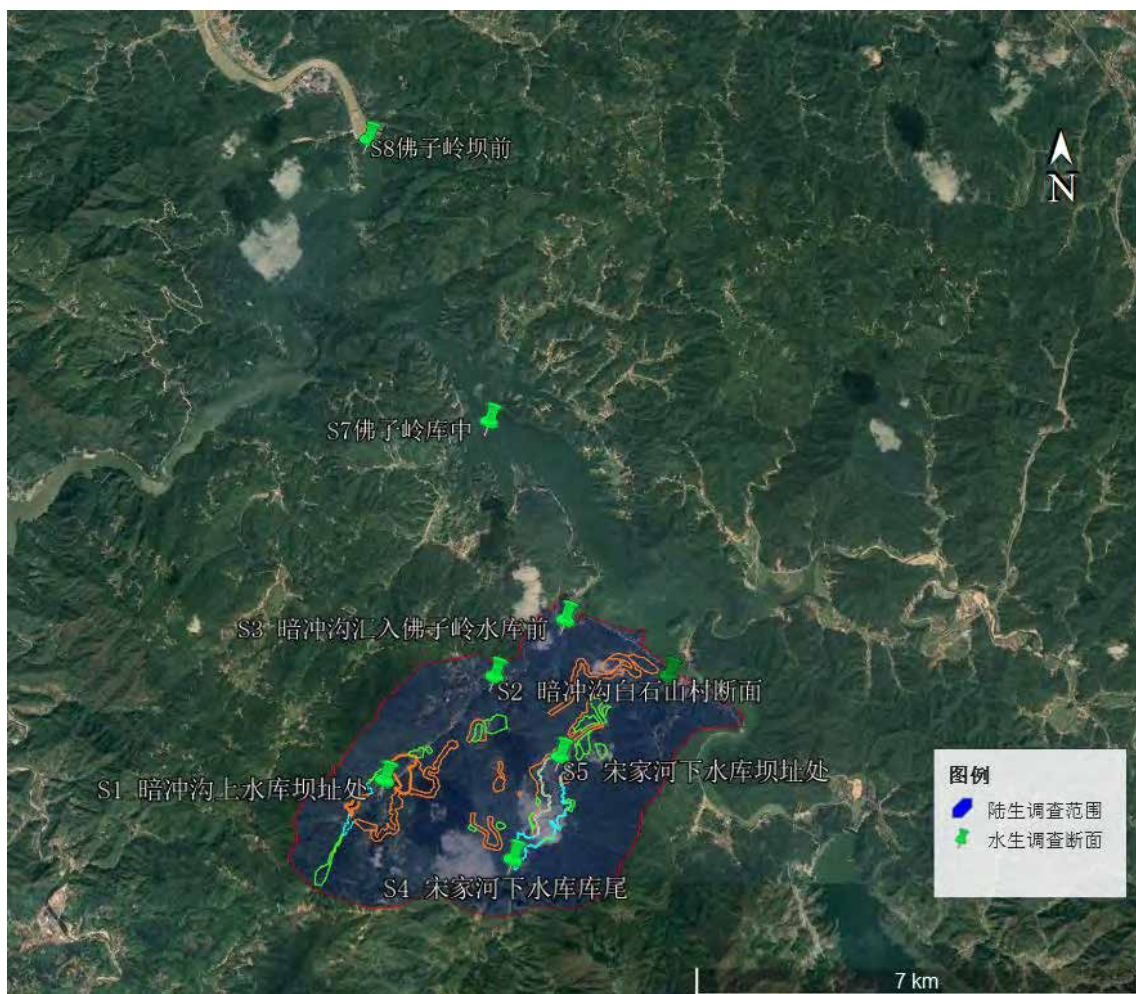 S8佛子岭坝前
N
S7佛子岭库中
S3 暗冲沟汇入佛子岭水库前
S2 暗冲沟白石山村断面
S5 宋家河下水库坝址处
S1 暗冲沟上水库坝址处
S4 宋家河下水库库尾
图例
陆生调查范围
水生调查断面
7 km